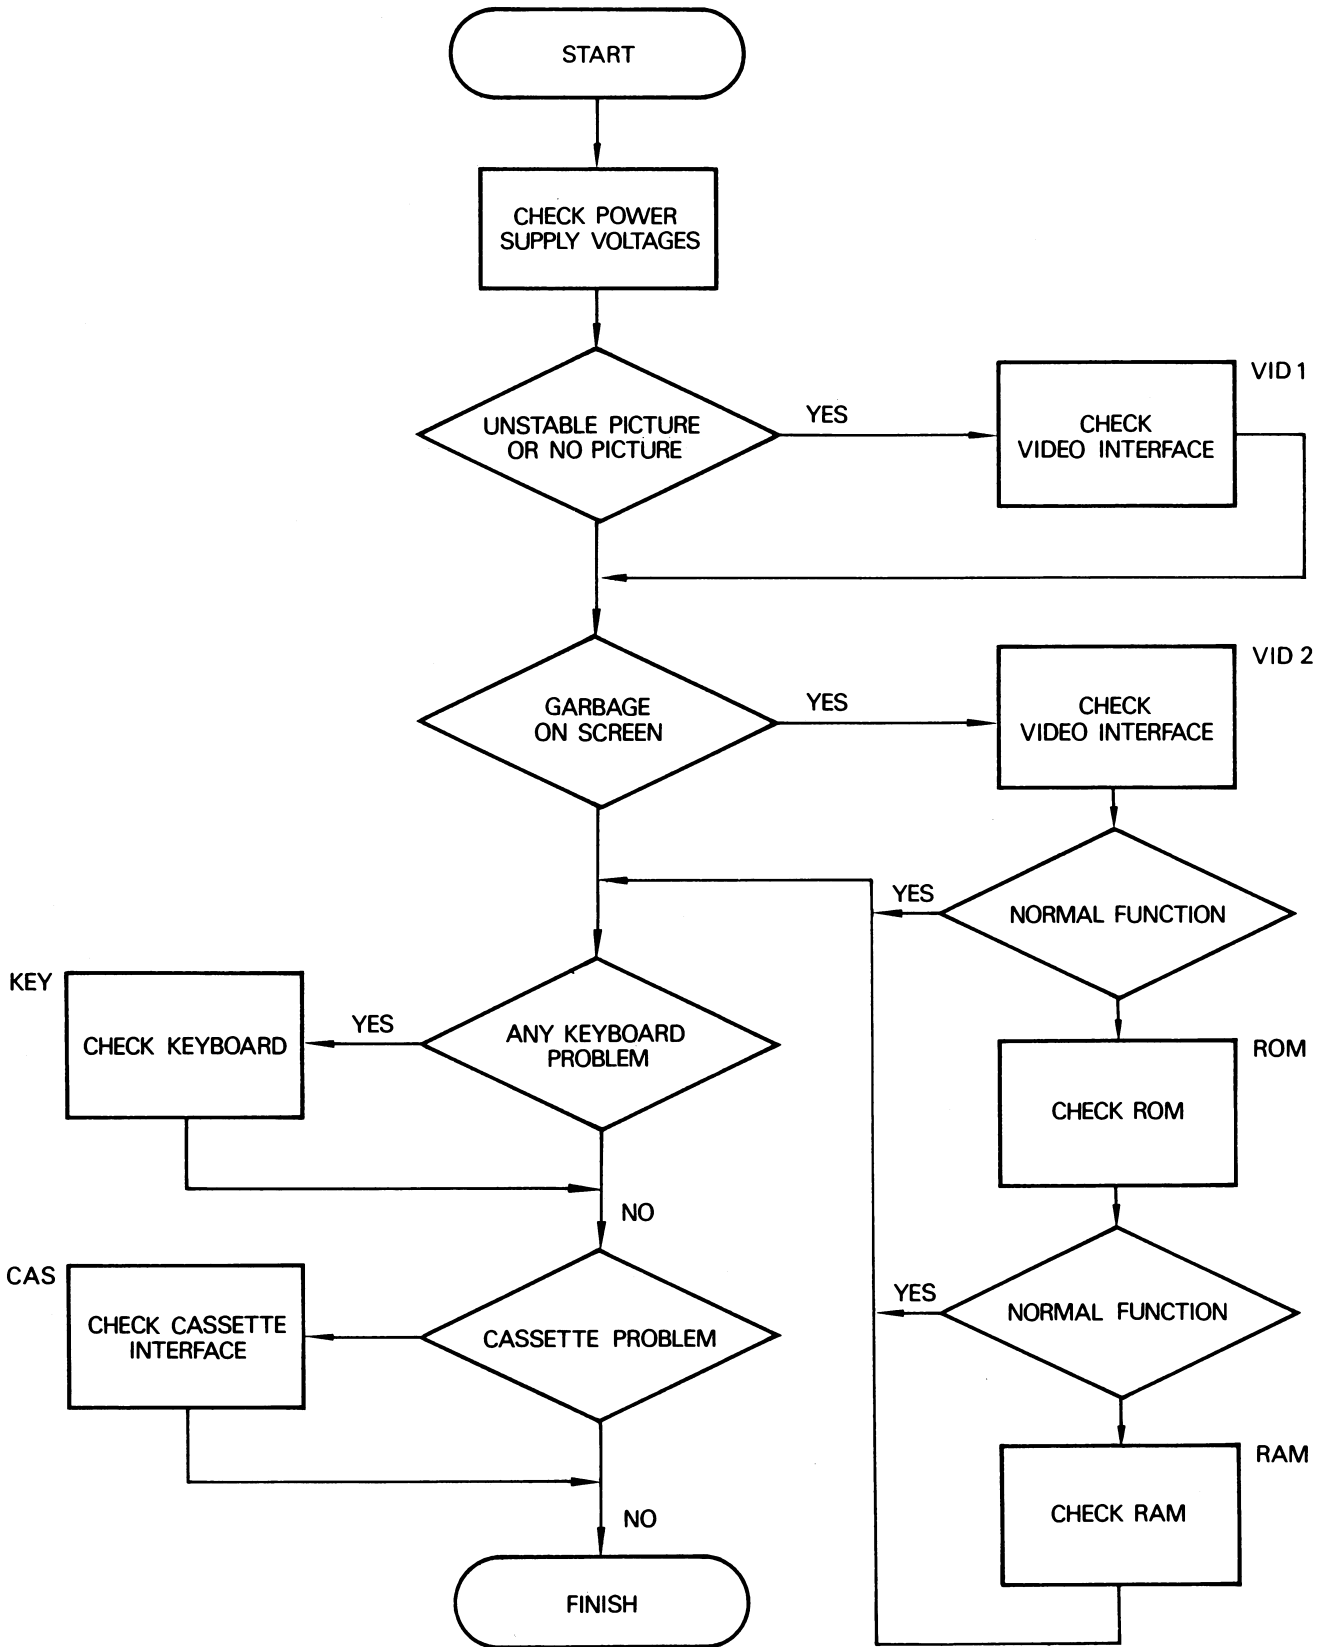 START
CHECK POWER
SUPPLY VOLTAGES
UNSTABLE PICTURE
OR NO PICTURE
YES
VID 1
CHECK
VIDEO INTERFACE
GARBAGE
ON SCREEN
YES
VID 2
CHECK
VIDEO INTERFACE
YES
NORMAL FUNCTION
KEY
CHECK KEYBOARD
YES
ANY KEYBOARD
PROBLEM
ROM
CHECK ROM
NO
CAS
CHECK CASSETTE
INTERFACE
CASSETTE PROBLEM
YES
NORMAL FUNCTION
RAM
CHECK RAM
NO
FINISH